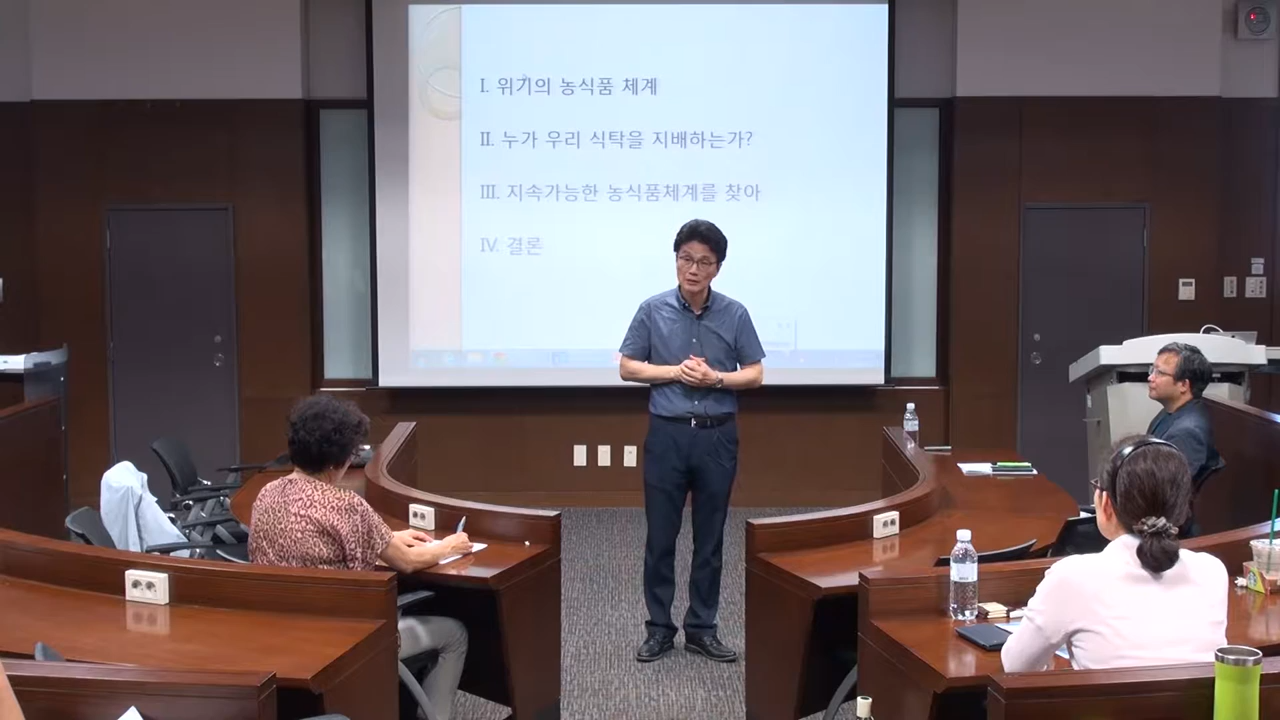 I. 위기의 농식품 체계
II. 누가 우리 식탁을 지배하는가?
III. 지속가능한 농식품체계를 찾아
IV. 결론